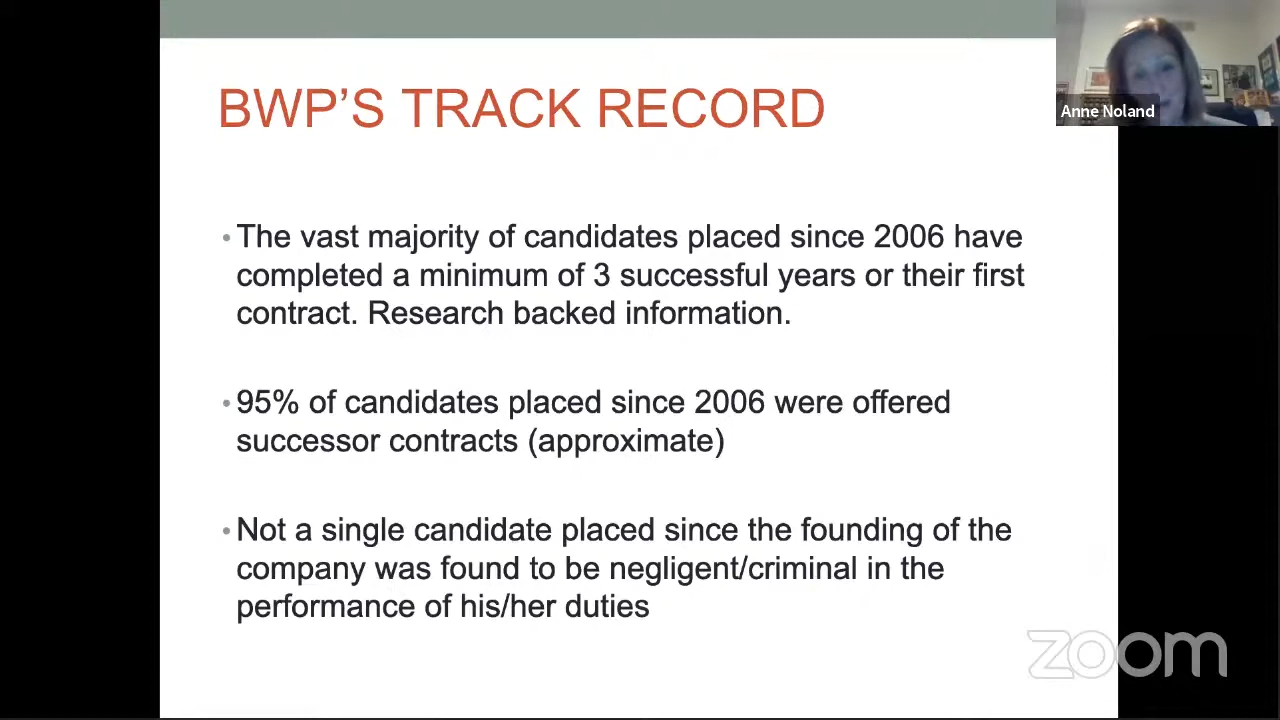 BWP'S TRACK RECORD
Anne Noland
• The vast majority of candidates placed since 2006 have
completed a minimum of 3 successful years or their first
contract. Research backed information.
• 95% of candidates placed since 2006 were offered
successor contracts (approximate)
• Not a single candidate placed since the founding of the
company was found to be negligent/criminal in the
performance of his/her duties
zoom